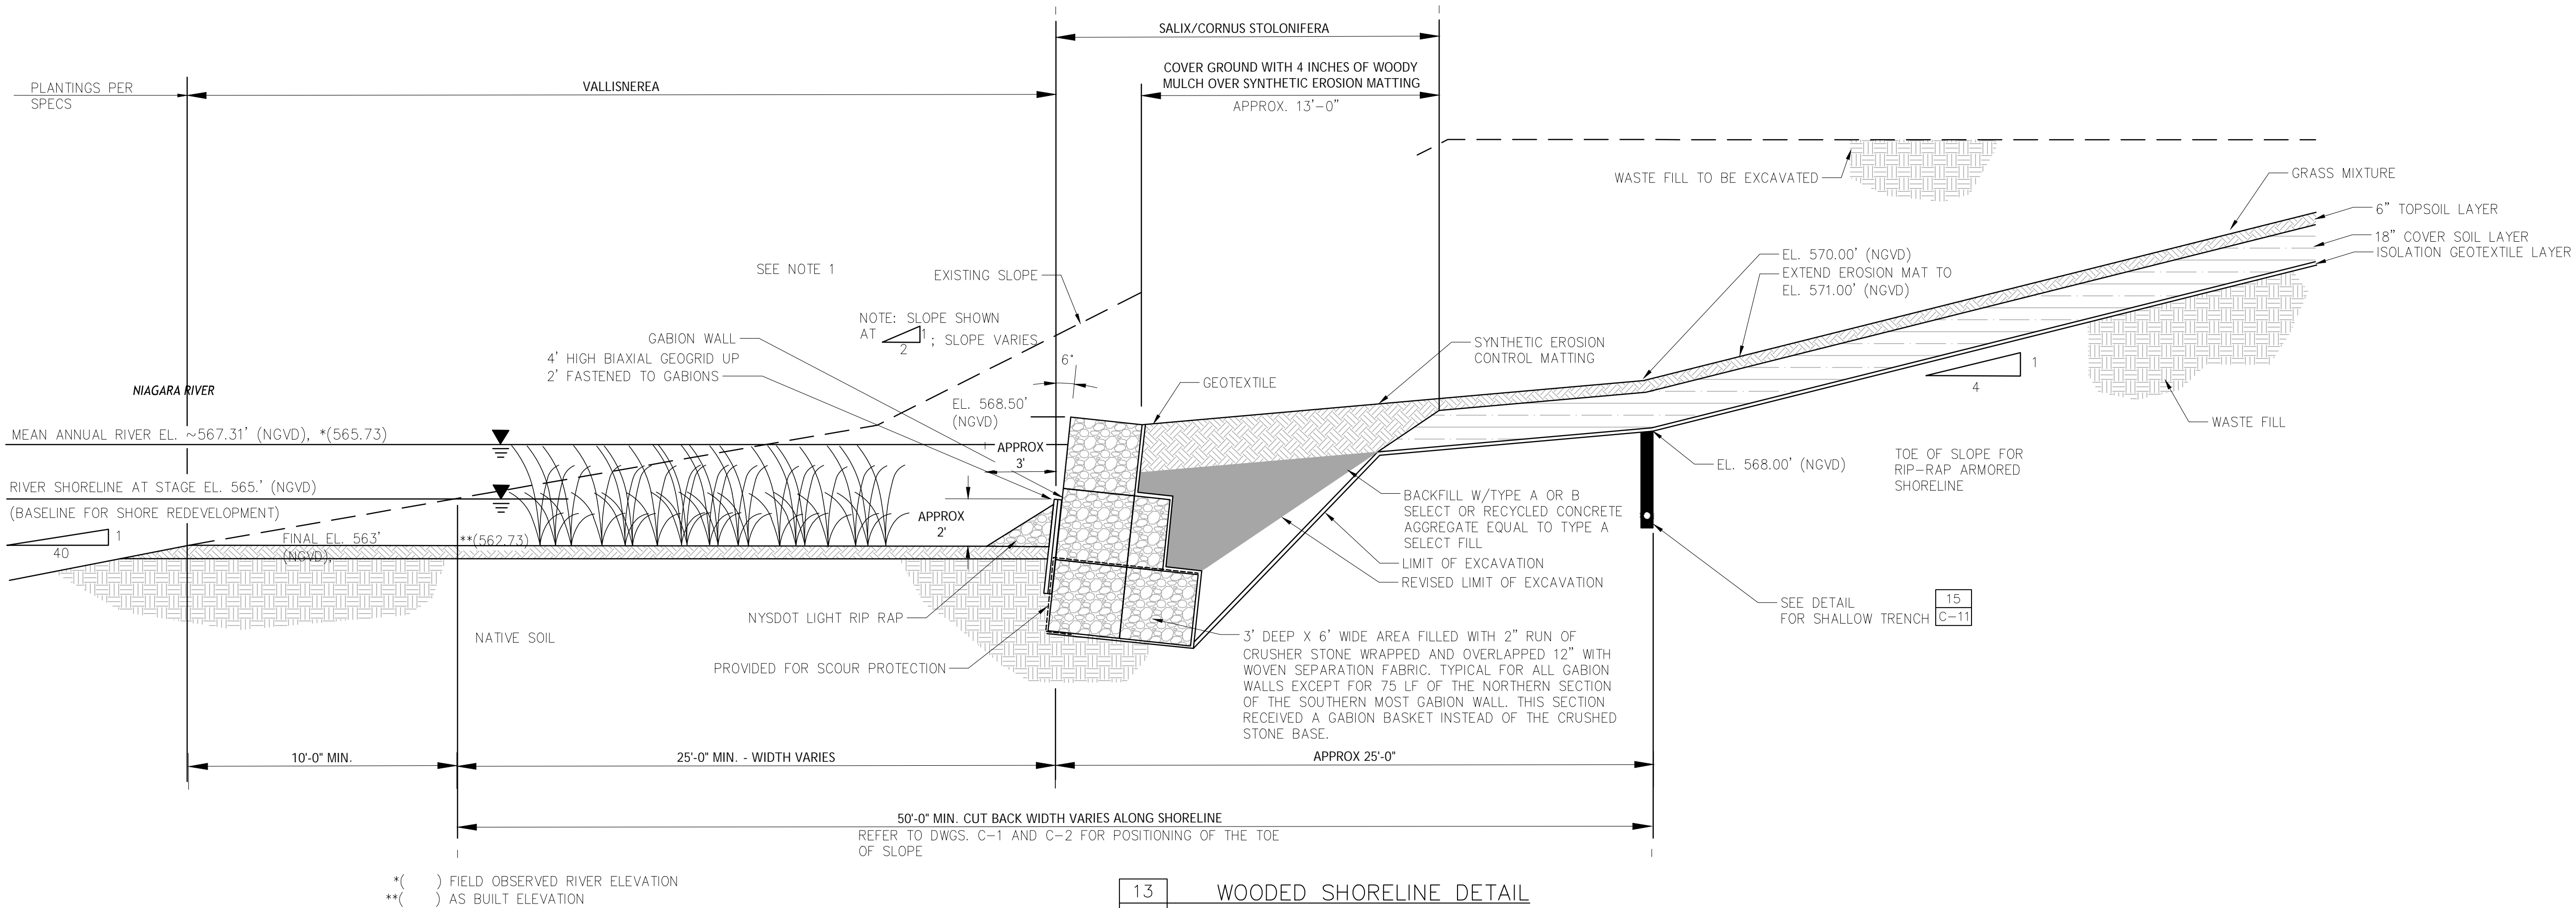 SALIX/CORNUS STOLONIFERA
COVER GROUND WITH 4 INCHES OF WOODY
MULCH OVER SYNTHETIC EROSION MATTING
APPROX. 13'-0"
PLANTINGS PER
SPECS
VALLISNEREA
WASTE FILL TO BE EXCAVATED
GRASS MIXTURE
6" TOPSOIL LAYER
18" COVER SOIL LAYER
ISOLATION GEOTEXTILE LAYER
EL. 570.00' (NGVD)
EXTEND EROSION MAT TO
EL. 571.00' (NGVD)
SEE NOTE 1
EXISTING SLOPE
NOTE: SLOPE SHOWN
AT 1 ; SLOPE VARIES
2
GABION WALL
4' HIGH BIAXIAL GEOGRID UP
2' FASTENED TO GABIONS
6°
GEOTEXTILE
SYNTHETIC EROSION
CONTROL MATTING
1
4
NIAGARA RIVER
EL. 568.50'
(NGVD)
WASTE FILL
MEAN ANNUAL RIVER EL. ~567.31' (NGVD), *(565.73)
APPROX
3'
EL. 568.00' (NGVD)
TOE OF SLOPE FOR
RIP-RAP ARMORED
SHORELINE
RIVER SHORELINE AT STAGE EL. 565.' (NGVD)
(BASELINE FOR SHORE REDEVELOPMENT)
APPROX
2'
BACKFILL W/TYPE A OR B
SELECT OR RECYCLED CONCRETE
AGGREGATE EQUAL TO TYPE A
SELECT FILL
1
40
FINAL EL. 563'
(NGVD),
**(562.73)
LIMIT OF EXCAVATION
REVISED LIMIT OF EXCAVATION
SEE DETAIL
FOR SHALLOW TRENCH
15
C-11
NYSDOT LIGHT RIP RAP
NATIVE SOIL
PROVIDED FOR SCOUR PROTECTION
3' DEEP X 6' WIDE AREA FILLED WITH 2" RUN OF
CRUSHER STONE WRAPPED AND OVERLAPPED 12" WITH
WOVEN SEPARATION FABRIC. TYPICAL FOR ALL GABION
WALLS EXCEPT FOR 75 LF OF THE NORTHERN SECTION
OF THE SOUTHERN MOST GABION WALL. THIS SECTION
RECEIVED A GABION BASKET INSTEAD OF THE CRUSHED
STONE BASE.
10'-0" MIN.
25'-0" MIN. - WIDTH VARIES
APPROX 25'-0"
50'-0" MIN. CUT BACK WIDTH VARIES ALONG SHORELINE
REFER TO DWGS. C-1 AND C-2 FOR POSITIONING OF THE TOE
OF SLOPE
*( ) FIELD OBSERVED RIVER ELEVATION
**( ) AS BUILT ELEVATION
13 WOODED SHORELINE DETAIL